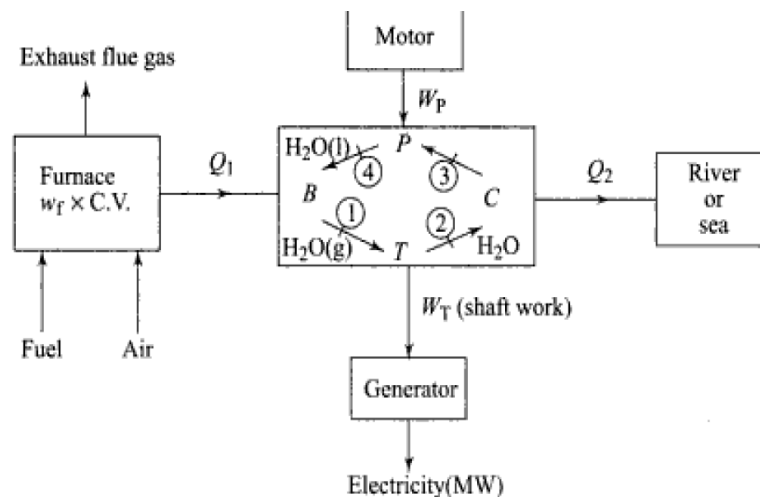 Motor
Exhaust flue gas
W_P
H₂O(l)
P
4
3
Q₁
Q₂
Furnace
w_f × C.V.
B
C
River
or
sea
1
2
H₂O(g)
T
H₂O
W_T (shaft work)
Fuel
Air
Generator
Electricity(MW)